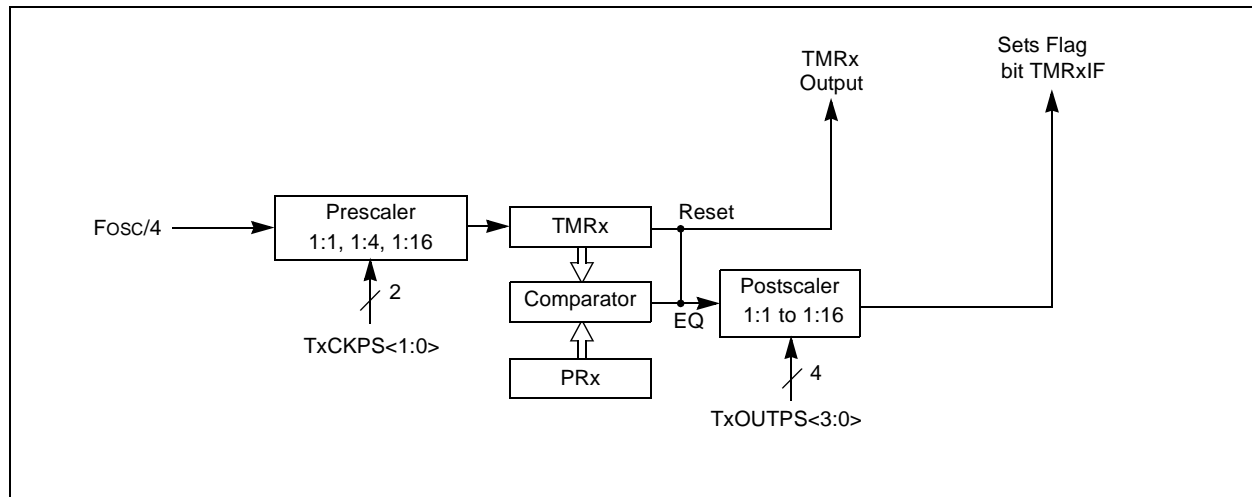 TMRx
Output
Sets Flag
bit TMRxIF
FOSC/4
Prescaler
1:1, 1:4, 1:16
2
TxCKPS<1:0>
TMRx
Reset
Comparator
EQ
PRx
Postscaler
1:1 to 1:16
4
TxOUTPS<3:0>